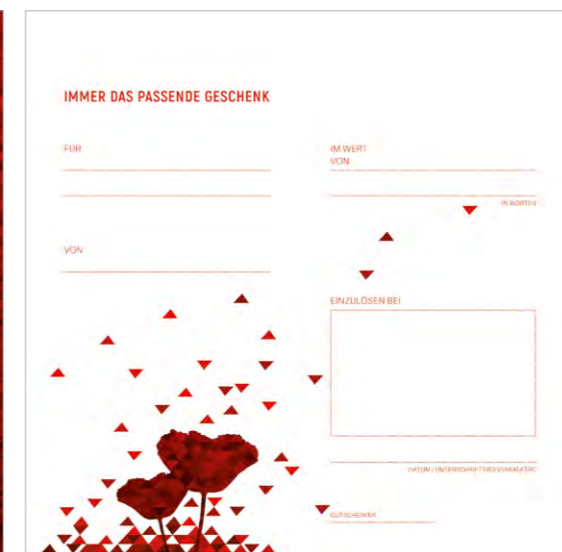 IMMER DAS PASSENDE GESCHENK
FÜR
IM WERT
VON
IN WORTEN
VON
EINZULÖSEN BEI
DATUM / UNTERSCHRIFT DES VERKÄUFERS
GUTSCHEIN NR.